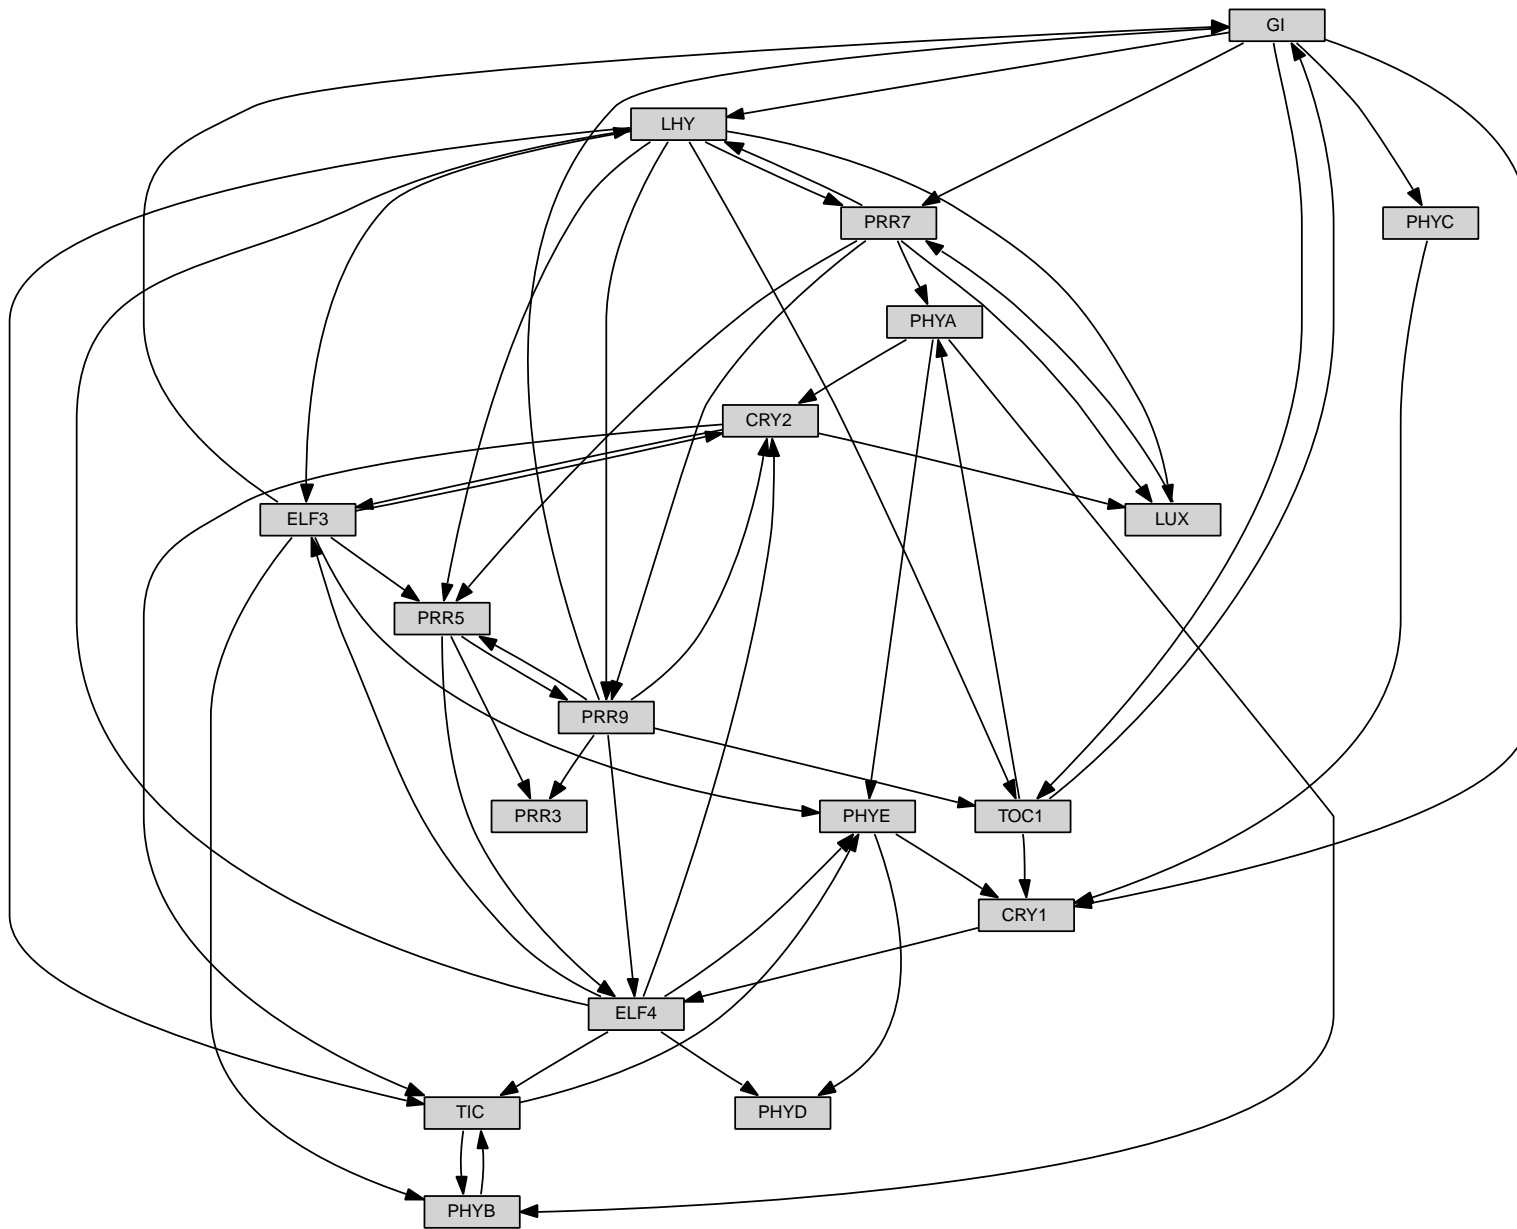 GI
LHY
PRR7
PHYC
PHYA
CRY2
ELF3
LUX
PRR5
PRR9
PRR3
PHYE
TOC1
CRY1
ELF4
TIC
PHYD
PHYB